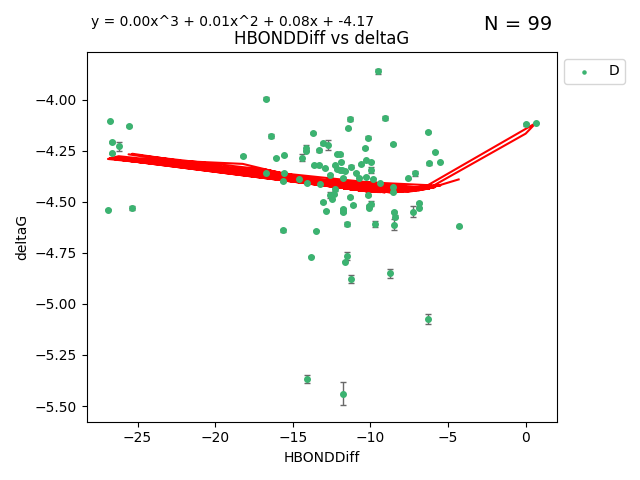 y = 0.00x^3 + 0.01x^2 + 0.08x + -4.17
N = 99
HBONDDiff vs deltaG
D
−4.00
−4.25
−4.50
−4.75
−5.00
−5.25
−5.50
deltaG
−25
−20
−15
−10
−5
0
HBONDDiff